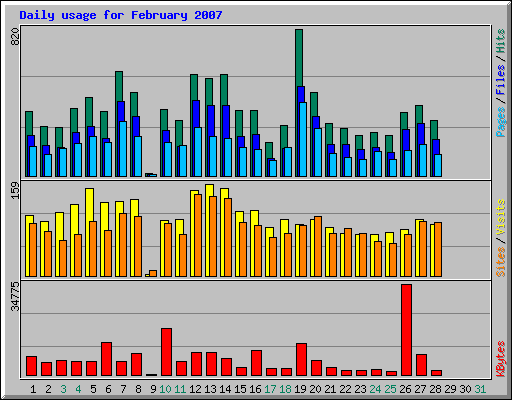 Daily usage for February 2007
820
Pages / Files / Hits
159
Sites / Visits
34775
KBytes
1 2 3 4 5 6 7 8 9 10 11 12 13 14 15 16 17 18 19 20 21 22 23 24 25 26 27 28 29 30 31